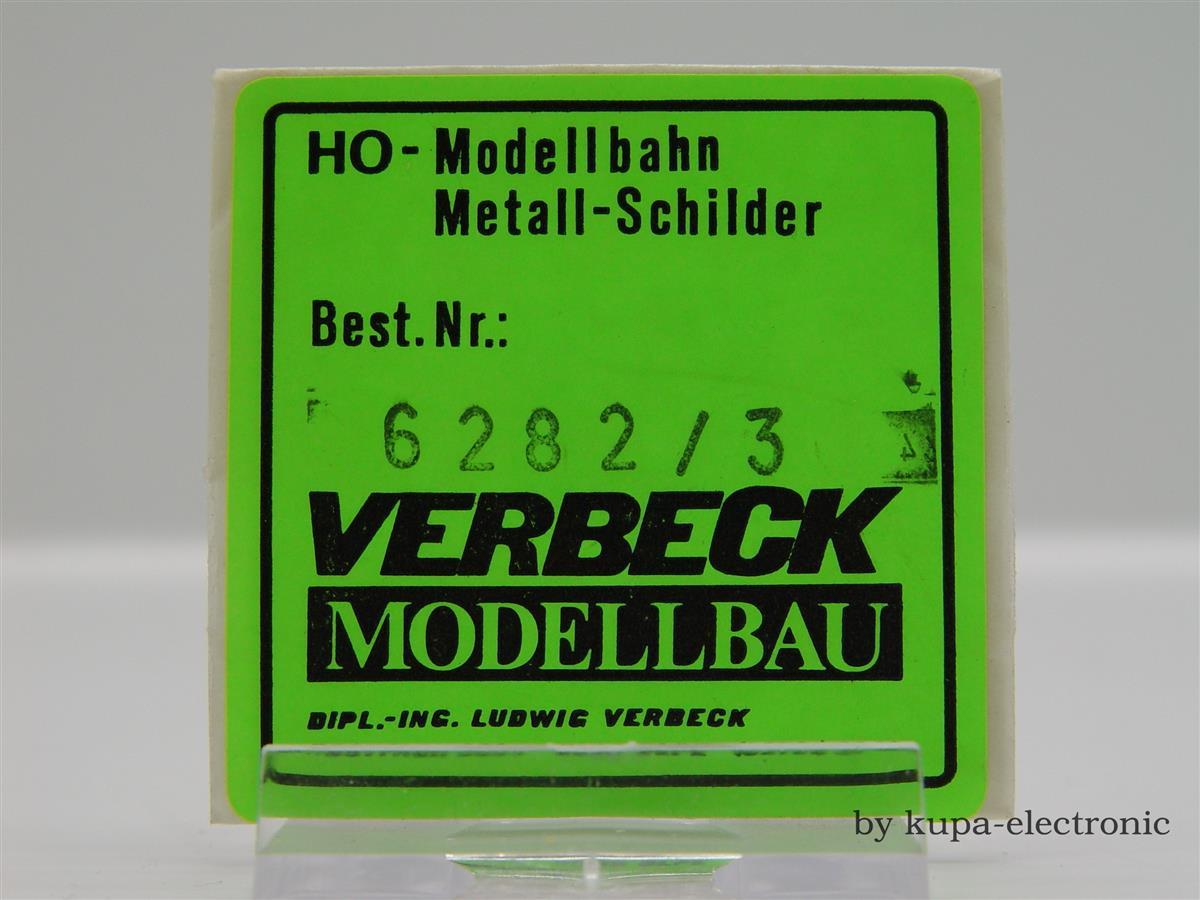 HO - Modellbahn
Metall-Schilder
Best. Nr.:
6282/3
VERBECK
MODELLBAU
DIPL.-ING. LUDWIG VERBECK
by kupa-electronic